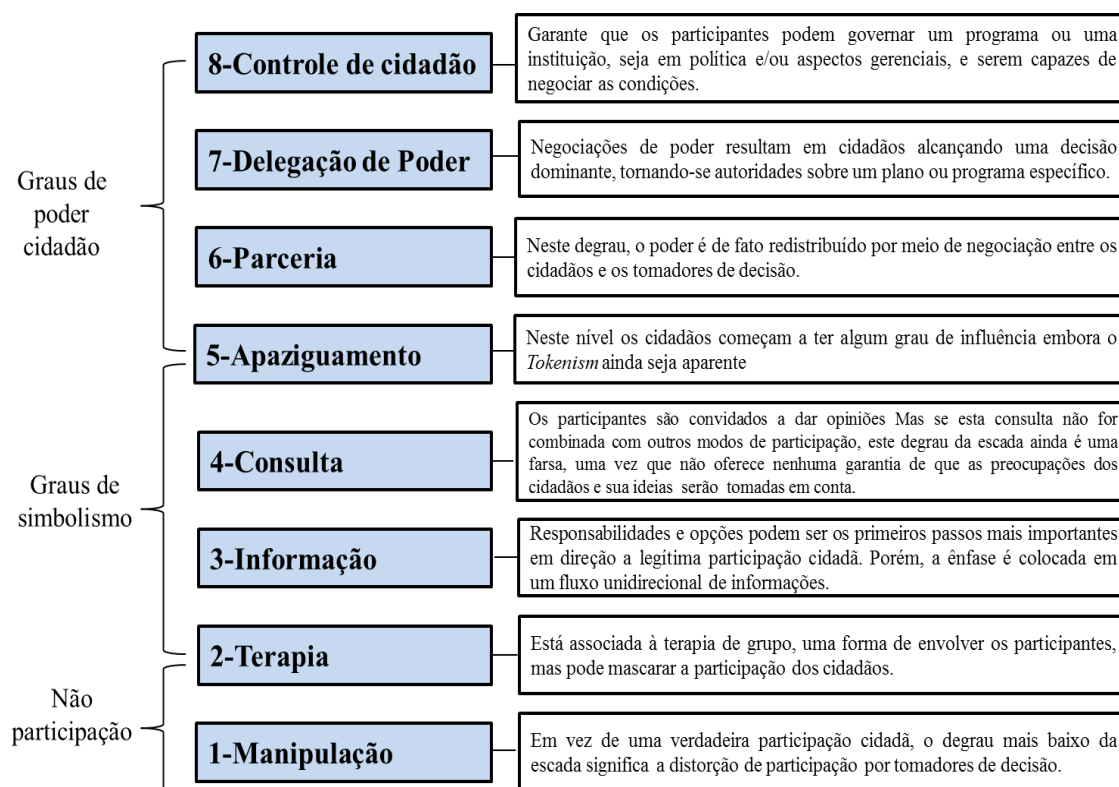 8-Controle de cidadão
Garante que os participantes podem governar um programa ou uma
instituição, seja em política e/ou aspectos gerenciais, e serem capazes de
negociar as condições.
7-Delegação de Poder
Negociações de poder resultam em cidadãos alcançando uma decisão
dominante, tornando-se autoridades sobre um plano ou programa específico.
Graus de
poder
cidadão
6-Parceria
Neste degrau, o poder é de fato redistribuído por meio de negociação entre os
cidadãos e os tomadores de decisão.
5-Apaziguamento
Neste nível os cidadãos começam a ter algum grau de influência embora o
Tokenism ainda seja aparente
4-Consulta
Os participantes são convidados a dar opiniões Mas se esta consulta não for
combinada com outros modos de participação, este degrau da escada ainda é uma
farsa, uma vez que não oferece nenhuma garantia de que as preocupações dos
cidadãos e sua ideias serão tomadas em conta.
Graus de
simbolismo
3-Informação
Responsabilidades e opções podem ser os primeiros passos mais importantes
em direção a legítima participação cidadã. Porém, a ênfase é colocada em
um fluxo unidirecional de informações.
2-Terapia
Está associada à terapia de grupo, uma forma de envolver os participantes,
mas pode mascarar a participação dos cidadãos.
Não
participação
1-Manipulação
Em vez de uma verdadeira participação cidadã, o degrau mais baixo da
escada significa a distorção de participação por tomadores de decisão.